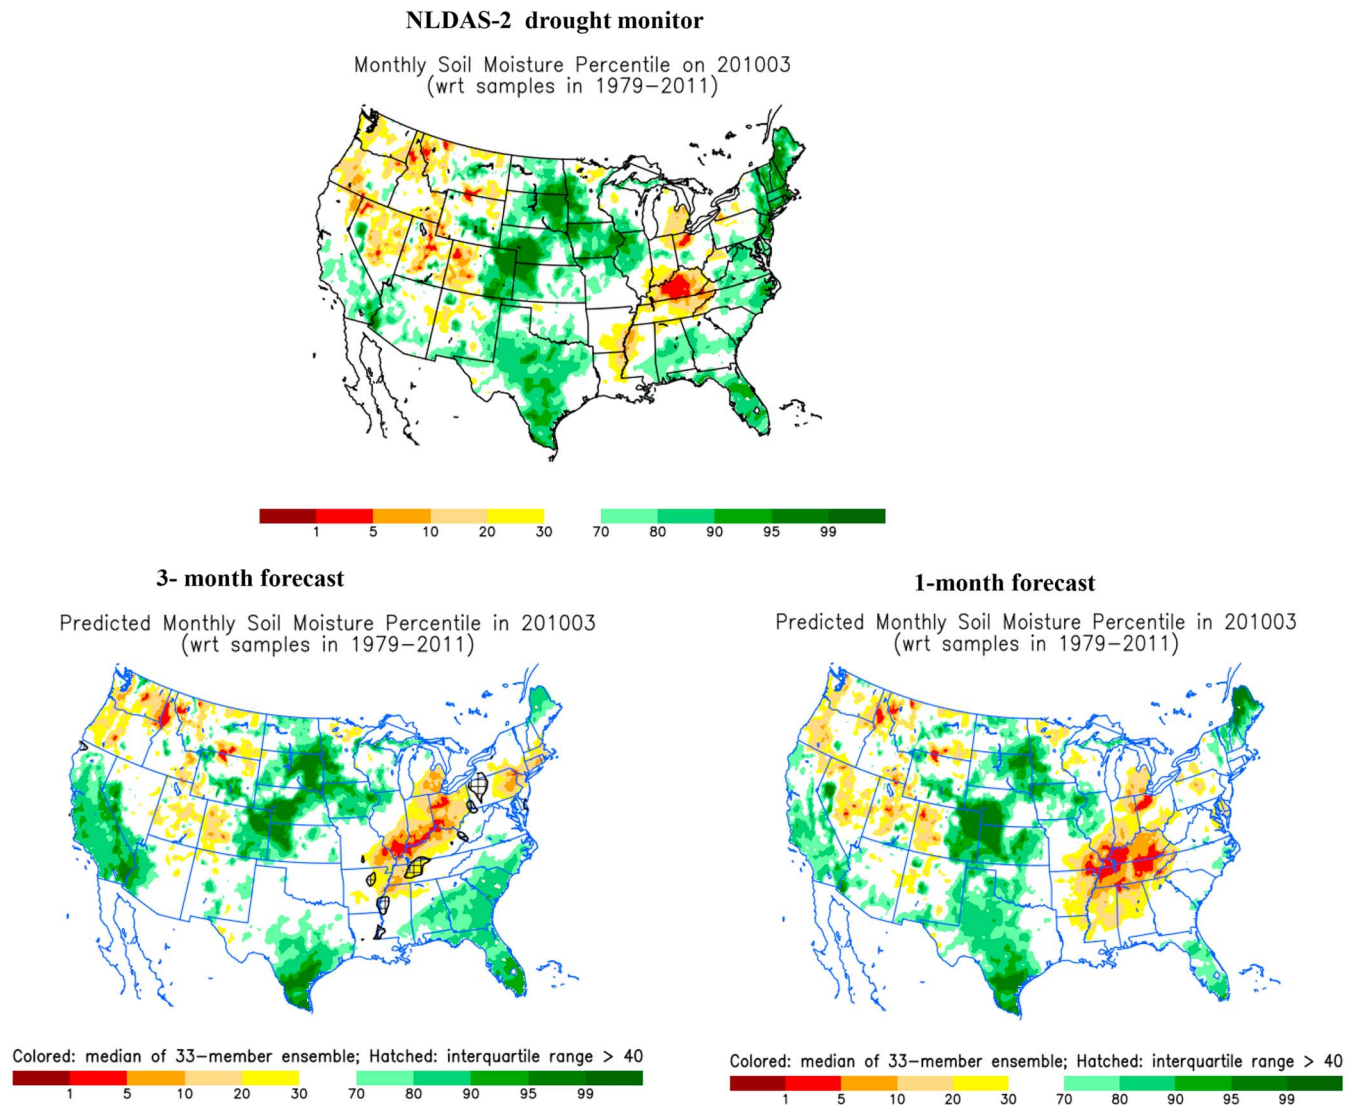 NLDAS-2 drought monitor
Monthly Soil Moisture Percentile on 201003
(wrt samples in 1979-2011)
1 5 10 20 30 70 80 90 95 99
3- month forecast
Predicted Monthly Soil Moisture Percentile in 201003
(wrt samples in 1979-2011)
Colored: median of 33-member ensemble; Hatched: interquartile range > 40
1 5 10 20 30 70 80 90 95 99
1-month forecast
Predicted Monthly Soil Moisture Percentile in 201003
(wrt samples in 1979-2011)
Colored: median of 33-member ensemble; Hatched: interquartile range > 40
1 5 10 20 30 70 80 90 95 99